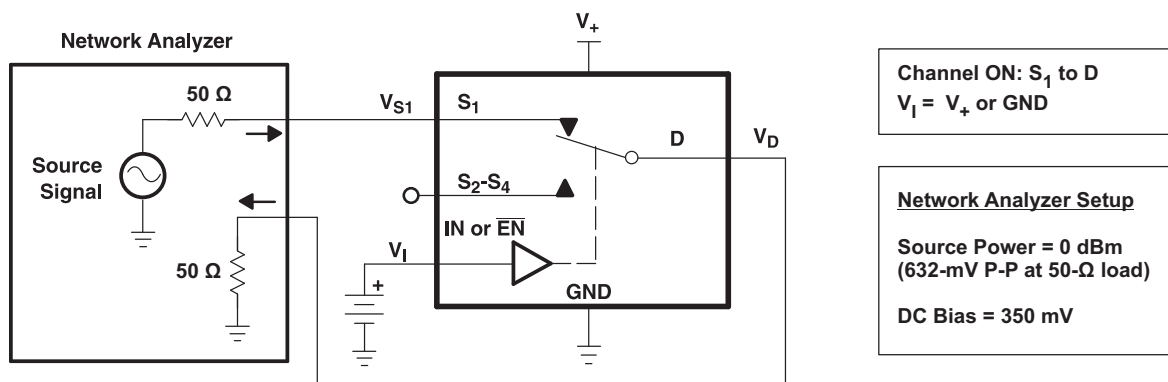 Network Analyzer
50 Ω
Source
Signal
50 Ω
V+
VS1
S1
D
VD
S2-S4
IN or EN
VI
+
GND
Channel ON: S1 to D
VI = V+ or GND
Network Analyzer Setup
Source Power = 0 dBm
(632-mV P-P at 50-Ω load)
DC Bias = 350 mV